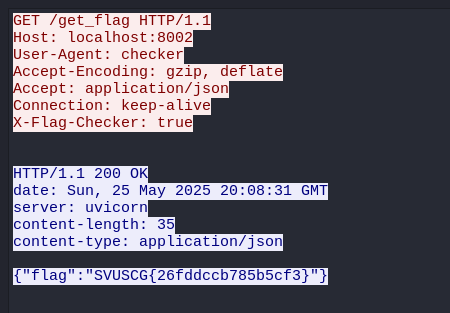 GET /get_flag HTTP/1.1
Host: localhost:8002
User-Agent: checker
Accept-Encoding: gzip, deflate
Accept: application/json
Connection: keep-alive
X-Flag-Checker: true
HTTP/1.1 200 OK
date: Sun, 25 May 2025 20:08:31 GMT
server: uvicorn
content-length: 35
content-type: application/json
{"flag":"SVUSCG{26fddccb785b5cf3}"}